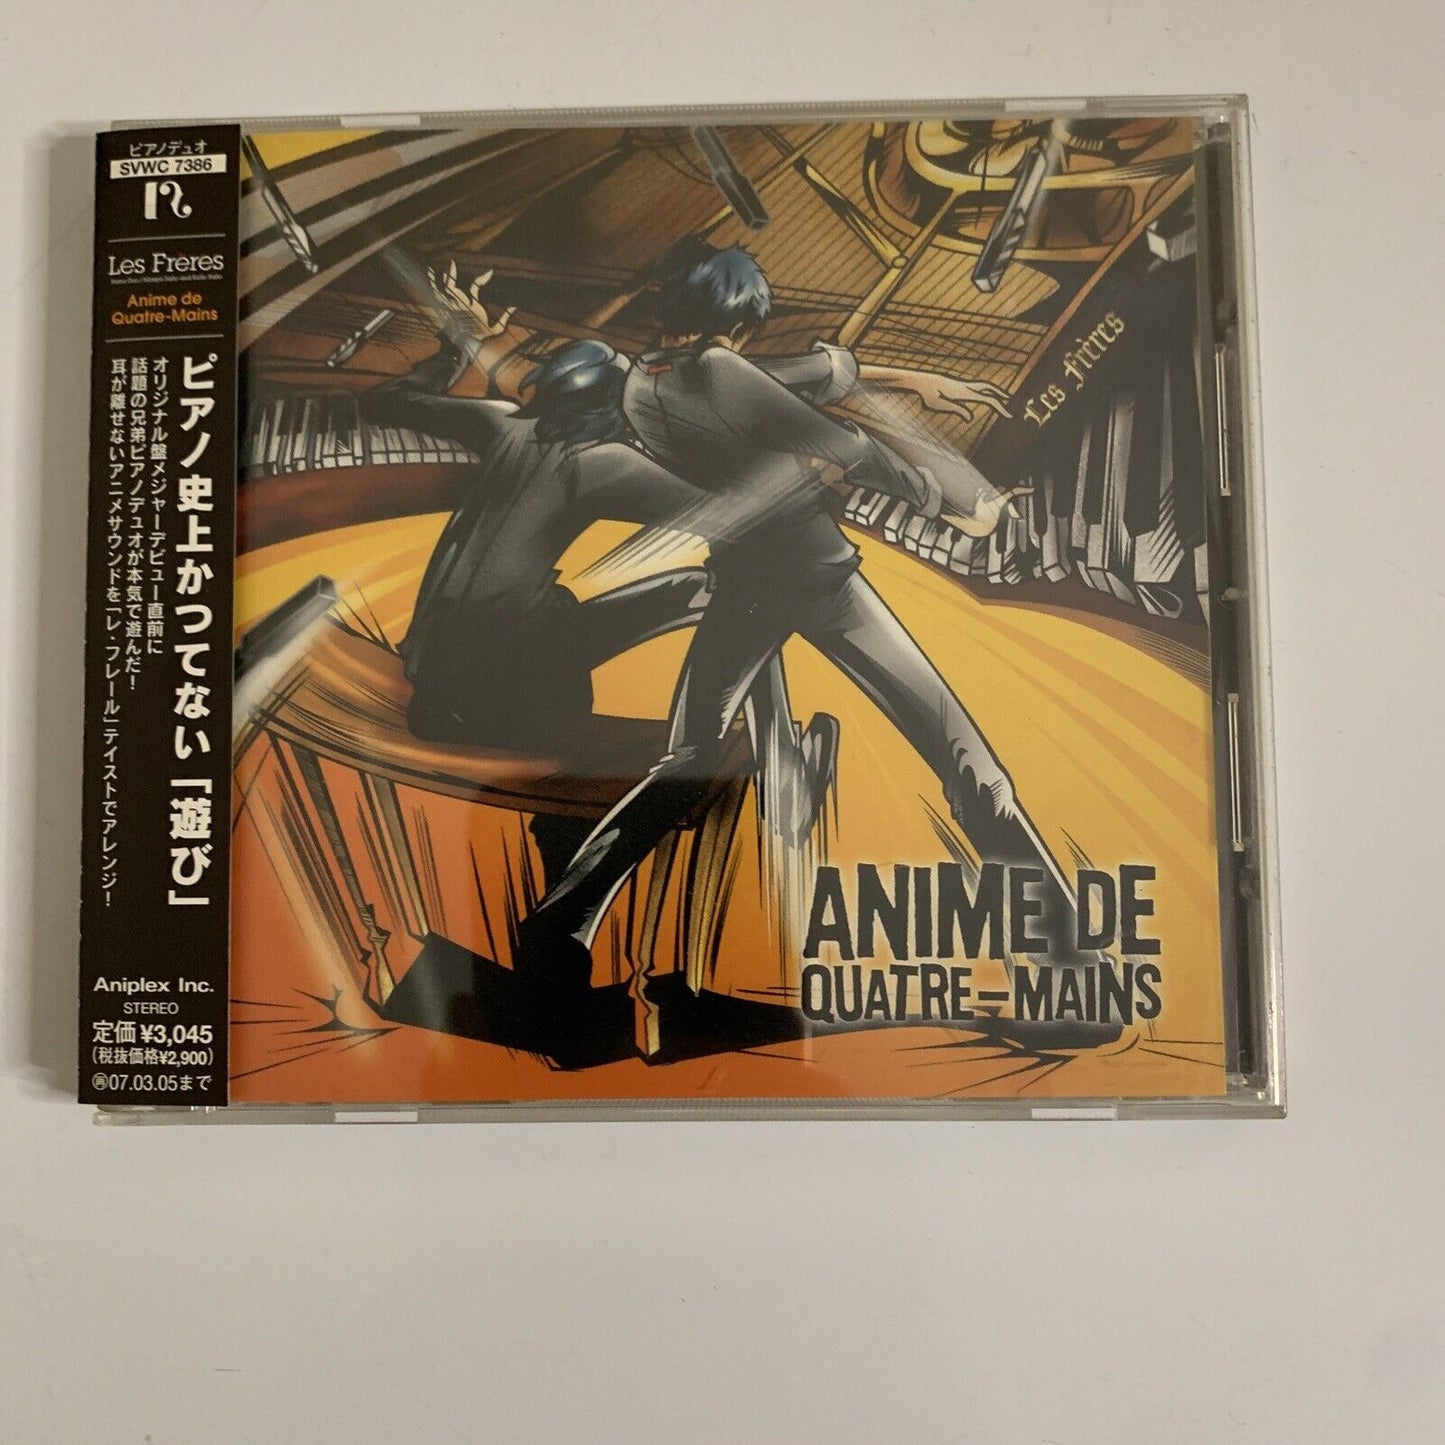 ピアノデュオ
SVWC 7386
Les Frères
Anime de
Quatre-Mains
ピアノ史上かつてない「遊び」
オリジナル盤メジャーデビュー直前に
話題の兄弟ピアノデュオが本気で遊んだ!
耳が離せないアニメサウンドを「レ・フレール」テイストでアレンジ!
Aniplex Inc.
STEREO
定価¥3,045
(税抜価格¥2,900)
㊢07.03.05まで
Les Frères
ANIME DE
QUATRE-MAINS